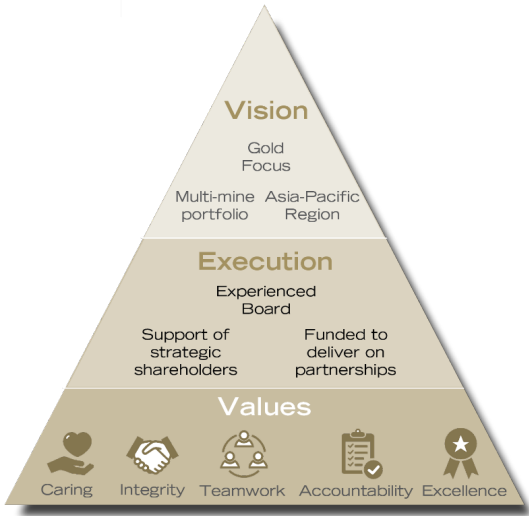 Vision
Gold
Focus
Multi-mine
portfolio
Asia-Pacific
Region
Execution
Experienced
Board
Support of
strategic
shareholders
Funded to
deliver on
partnerships
Values
Caring
Integrity
Teamwork
Accountability
Excellence